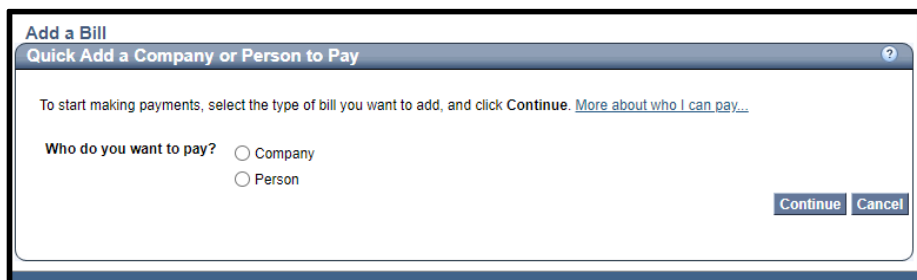 Add a Bill
Quick Add a Company or Person to Pay ?
To start making payments, select the type of bill you want to add, and click Continue. More about who I can pay...
Who do you want to pay? Company
Person
Continue Cancel